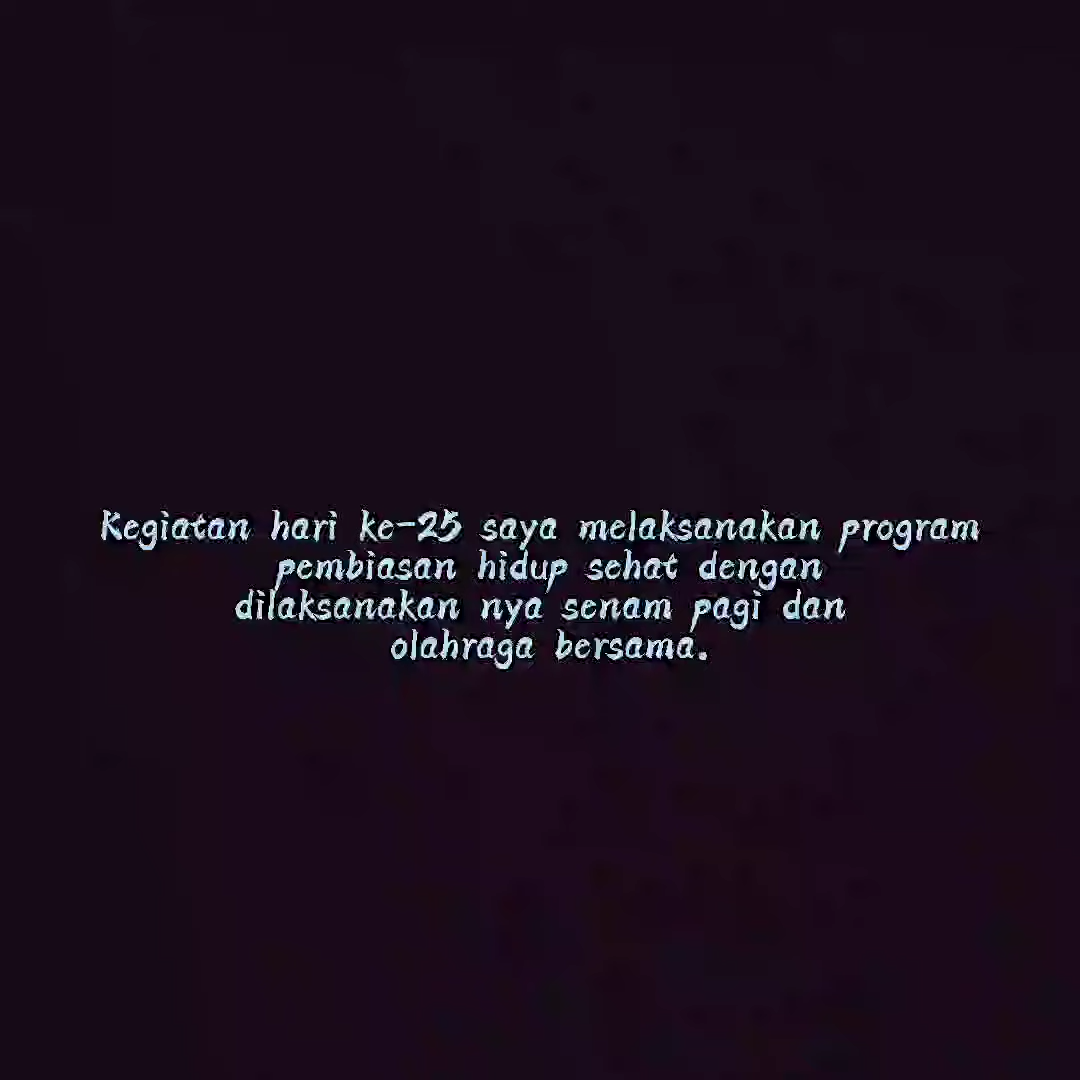 Kegiatan hari ke-25 saya melaksanakan program
pembiasan hidup sehat dengan
dilaksanakan nya senam pagi dan
olahraga bersama.